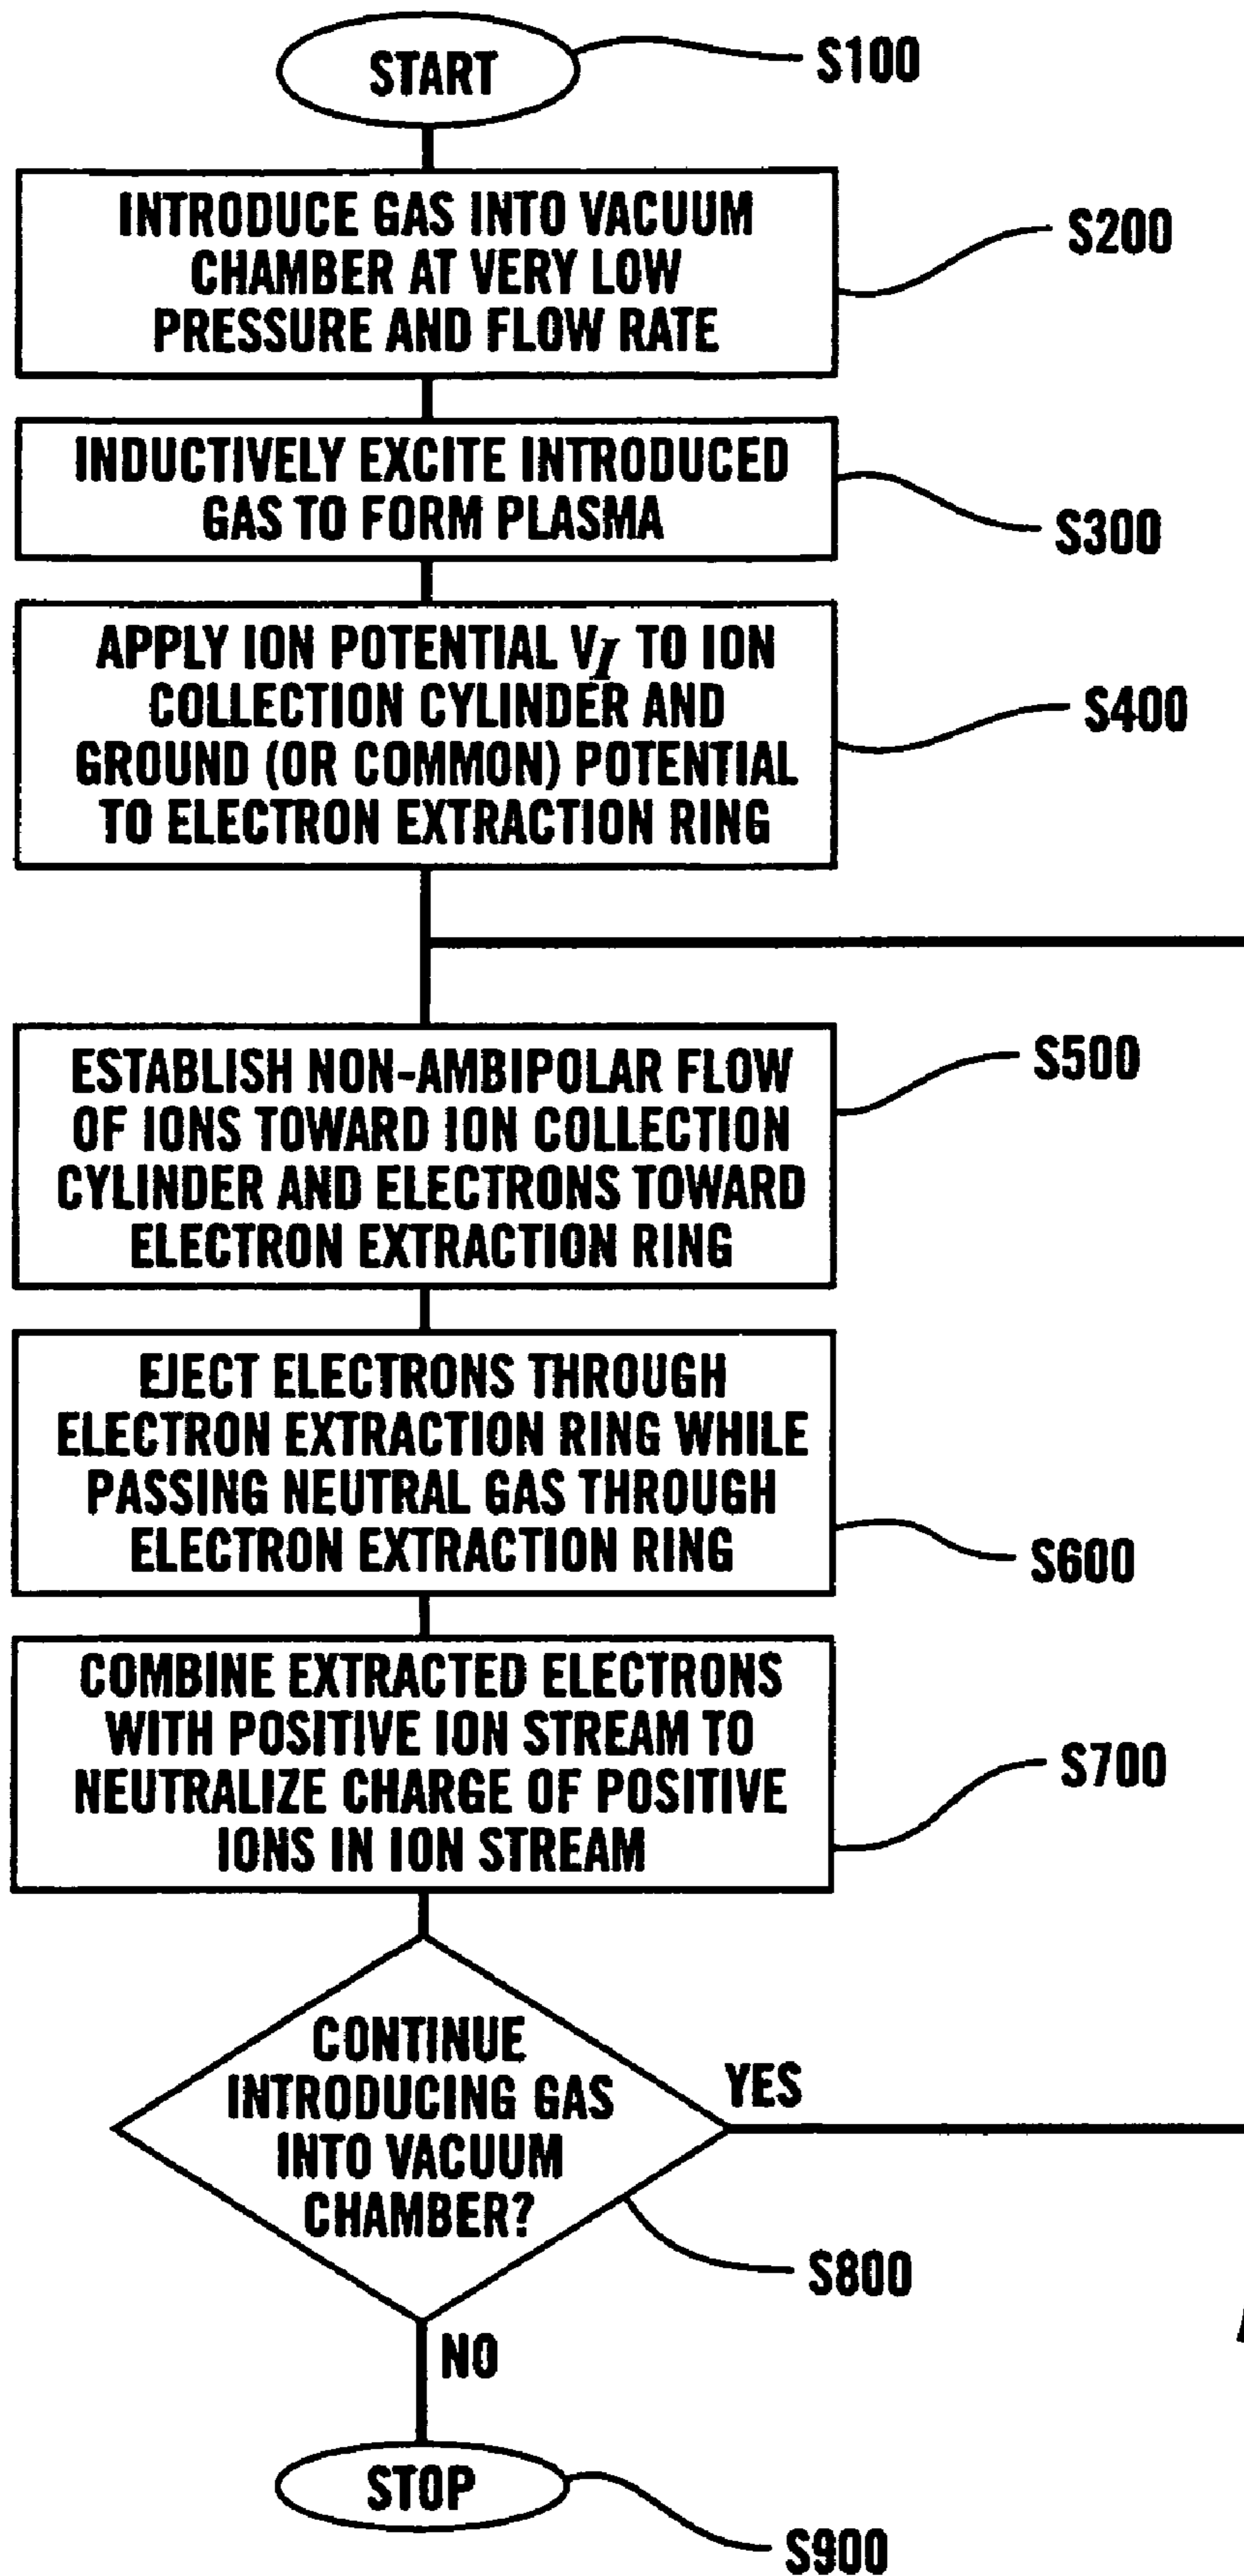 START
S100
INTRODUCE GAS INTO VACUUM
CHAMBER AT VERY LOW
PRESSURE AND FLOW RATE
S200
INDUCTIVELY EXCITE INTRODUCED
GAS TO FORM PLASMA
S300
APPLY ION POTENTIAL VI TO ION
COLLECTION CYLINDER AND
GROUND (OR COMMON) POTENTIAL
TO ELECTRON EXTRACTION RING
S400
ESTABLISH NON-AMBIPOLAR FLOW
OF IONS TOWARD ION COLLECTION
CYLINDER AND ELECTRONS TOWARD
ELECTRON EXTRACTION RING
S500
EJECT ELECTRONS THROUGH
ELECTRON EXTRACTION RING WHILE
PASSING NEUTRAL GAS THROUGH
ELECTRON EXTRACTION RING
S600
COMBINE EXTRACTED ELECTRONS
WITH POSITIVE ION STREAM TO
NEUTRALIZE CHARGE OF POSITIVE
IONS IN ION STREAM
S700
CONTINUE
INTRODUCING GAS
INTO VACUUM
CHAMBER?
YES
S800
NO
STOP
S900